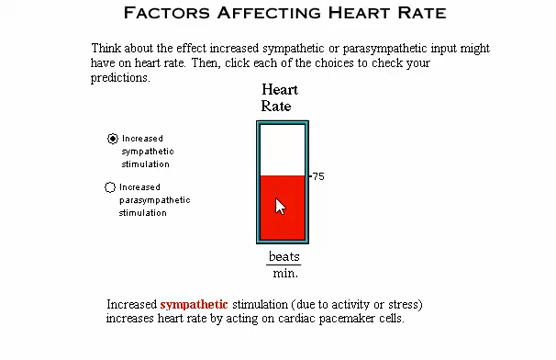 FACTORS AFFECTING HEART RATE
Think about the effect increased sympathetic or parasympathetic input might
have on heart rate. Then, click each of the choices to check your
predictions.
Heart
Rate
Increased
sympathetic
stimulation
Increased
parasympathetic
stimulation
75
beats
min.
Increased sympathetic stimulation (due to activity or stress)
increases heart rate by acting on cardiac pacemaker cells.